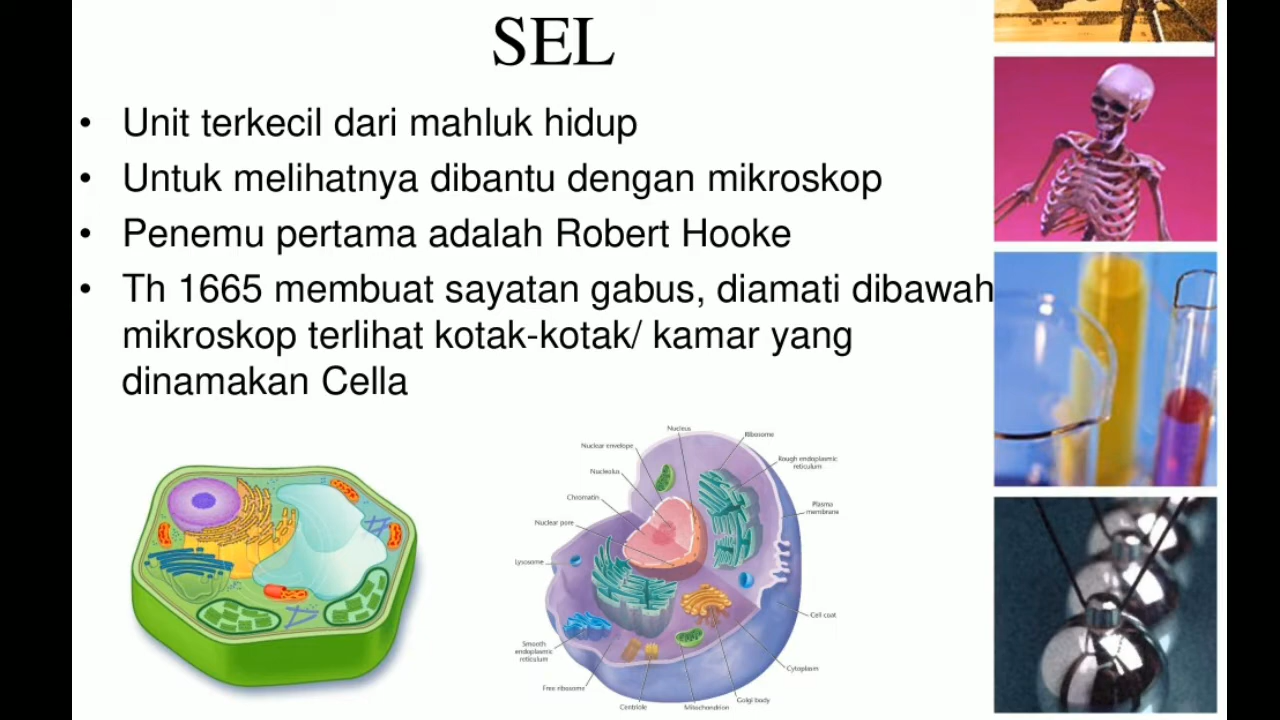 SEL
• Unit terkecil dari mahluk hidup
• Untuk melihatnya dibantu dengan mikroskop
• Penemu pertama adalah Robert Hooke
• Th 1665 membuat sayatan gabus, diamati dibawah
mikroskop terlihat kotak-kotak/ kamar yang
dinamakan Cella
Nucleus
Ribosome
Nuclear envelope
Rough endoplasmic
reticulum
Nucleolus
Chromatin
Plasma
membrane
Nuclear pore
Lysosome
Cell coat
Smooth
endoplasmic
reticulum
Cytoplasm
Free ribosome
Golgi body
Centriole
Mitochondrion